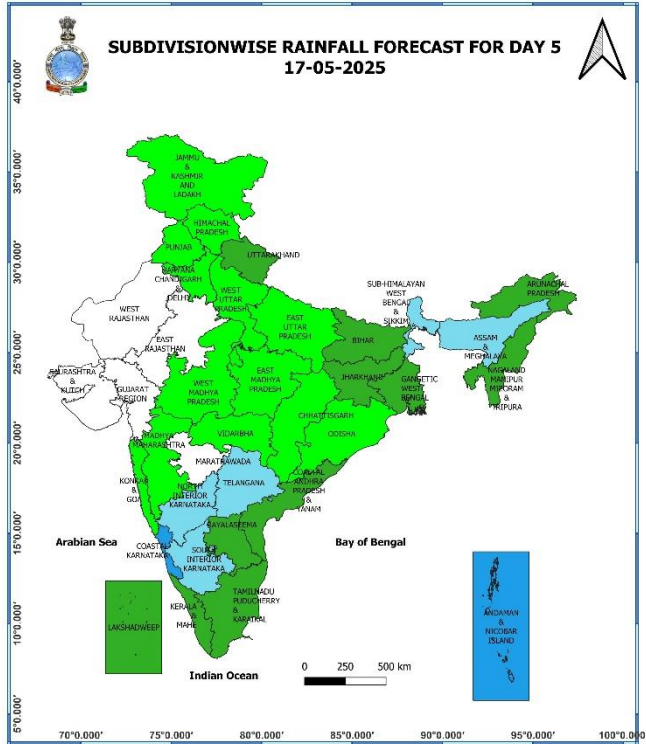 SUBDIVISIONWISE RAINFALL FORECAST FOR DAY 5
17-05-2025
40°0.000'
35°0.000'
30°0.000'
25°0.000'
20°0.000'
15°0.000'
10°0.000'
5°0.000'
JAMMU
&
KASHMIR
AND
LADAKH
HIMACHAL
PRADESH
PUNJAB
UTTARAKHAND
HARYANA
CHANDIGARH
&
DELHI
WEST
UTTAR
PRADESH
SUB-HIMALAYAN
WEST
BENGAL
&
SIKKIM
ARUNACHAL
PRADESH
WEST
RAJASTHAN
EAST
UTTAR
PRADESH
EAST
RAJASTHAN
BIHAR
ASSAM
&
MEGHALAYA
SAURASHTRA
&
KUTCH
GUJARAT
REGION
WEST
MADHYA
PRADESH
EAST
MADHYA
PRADESH
JHARKHAND
GANGETIC
WEST
BENGAL
NAGALAND
MANIPUR
MIZORAM
&
TRIPURA
CHHATTISGARH
MADHYA
MAHARASHTRA
VIDARBHA
ODISHA
MARATHWADA
KONKAN
&
GOA
NORTH
INTERIOR
KARNATAKA
TELANGANA
COASTAL
ANDHRA
PRADESH
&
YANAM
RAYALASEEMA
Arabian Sea
Bay of Bengal
COASTAL
KARNATAKA
SOUTH
INTERIOR
KARNATAKA
TAMILNADU
PUDUCHERRY
&
KARAIKAL
KERALA
&
MAHE
LAKSHADWEEP
ANDAMAN
&
NICOBAR
ISLAND
Indian Ocean
0 250 500 km
70°0.000' 75°0.000' 80°0.000' 85°0.000' 90°0.000' 95°0.000' 100°0.000'